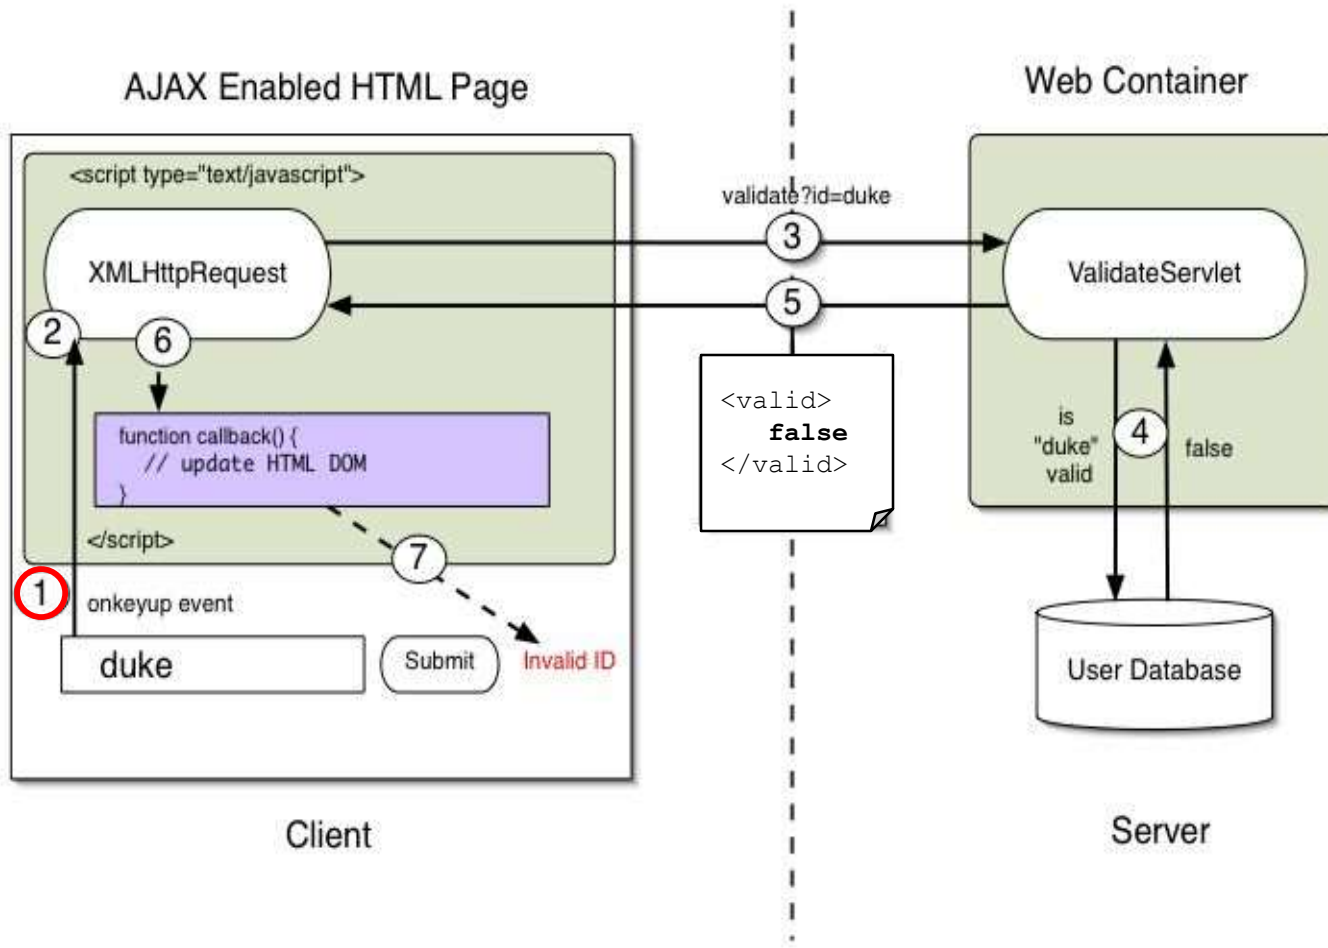 AJAX Enabled HTML Page
Web Container
<script type="text/javascript">
validate?id=duke
3
XMLHttpRequest
ValidateServlet
5
2
6
<valid>
false
</valid>
function callback() {
// update HTML DOM
}
is
"duke"
valid
4
false
</script>
7
1
onkeyup event
duke
Submit
Invalid ID
User Database
Client
Server